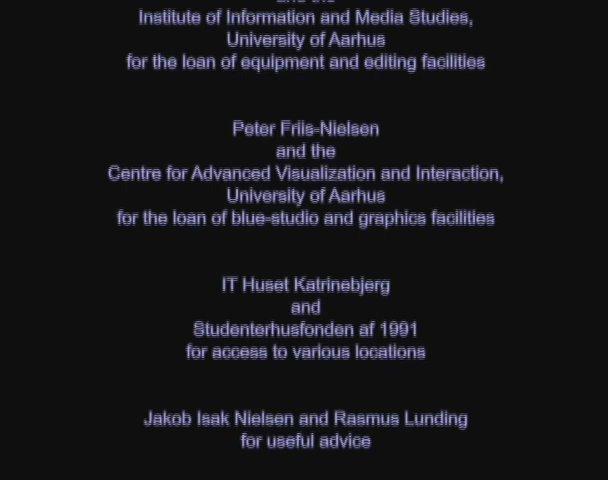 and the
Institute of Information and Media Studies,
University of Aarhus
for the loan of equipment and editing facilities
Peter Friis-Nielsen
and the
Centre for Advanced Visualization and Interaction,
University of Aarhus
for the loan of blue-studio and graphics facilities
IT Huset Katrinebjerg
and
Studenterhusfonden af 1991
for access to various locations
Jakob Isak Nielsen and Rasmus Lunding
for useful advice